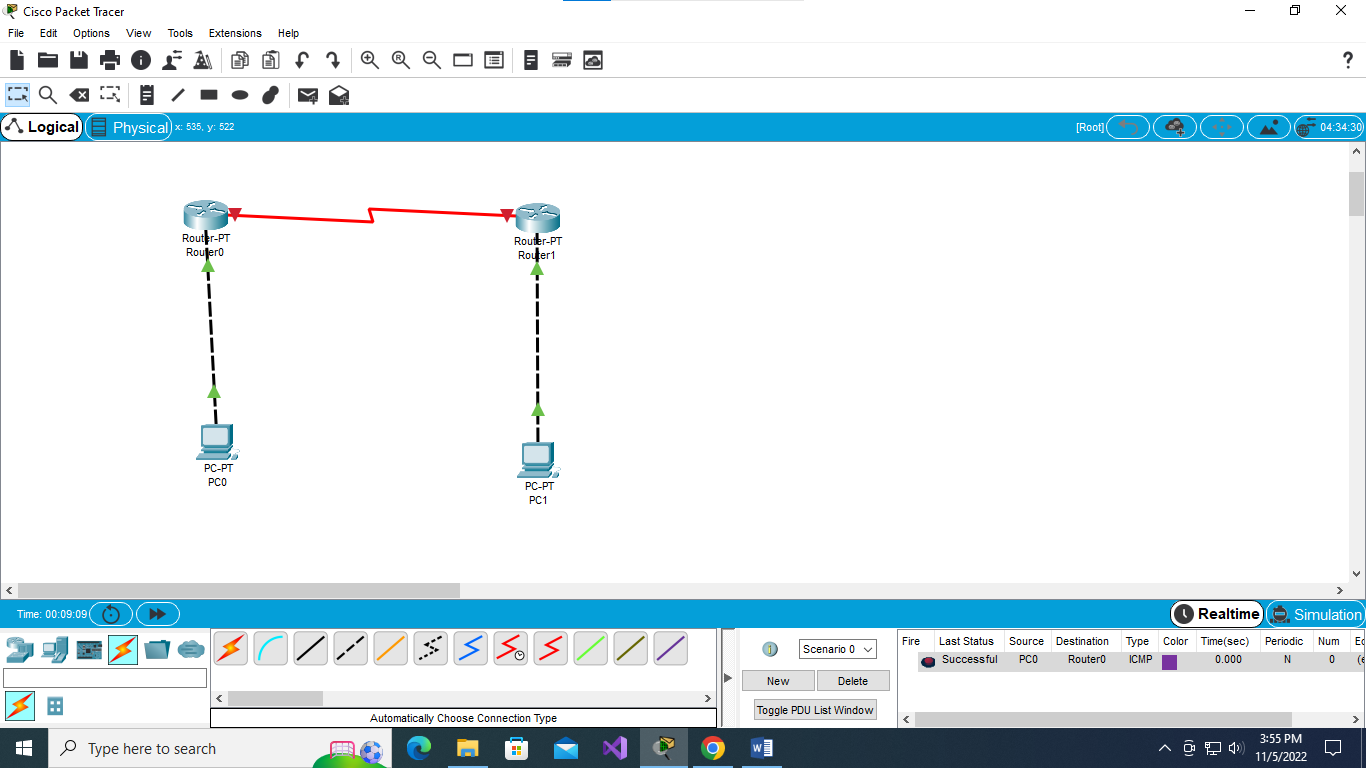 Cisco Packet Tracer
File Edit Options View Tools Extensions Help
Logical Physical x: 535, y: 522 [Root] 04:34:30
Router-PT
Router0
Router-PT
Router1
PC-PT
PC0
PC-PT
PC1
Time: 00:09:09 Realtime Simulation
Scenario 0
New Delete
Toggle PDU List Window
Fire Last Status Source Destination Type Color Time(sec) Periodic Num
Successful PC0 Router0 ICMP 0.000 N 0
Automatically Choose Connection Type
Type here to search
3:55 PM
11/5/2022